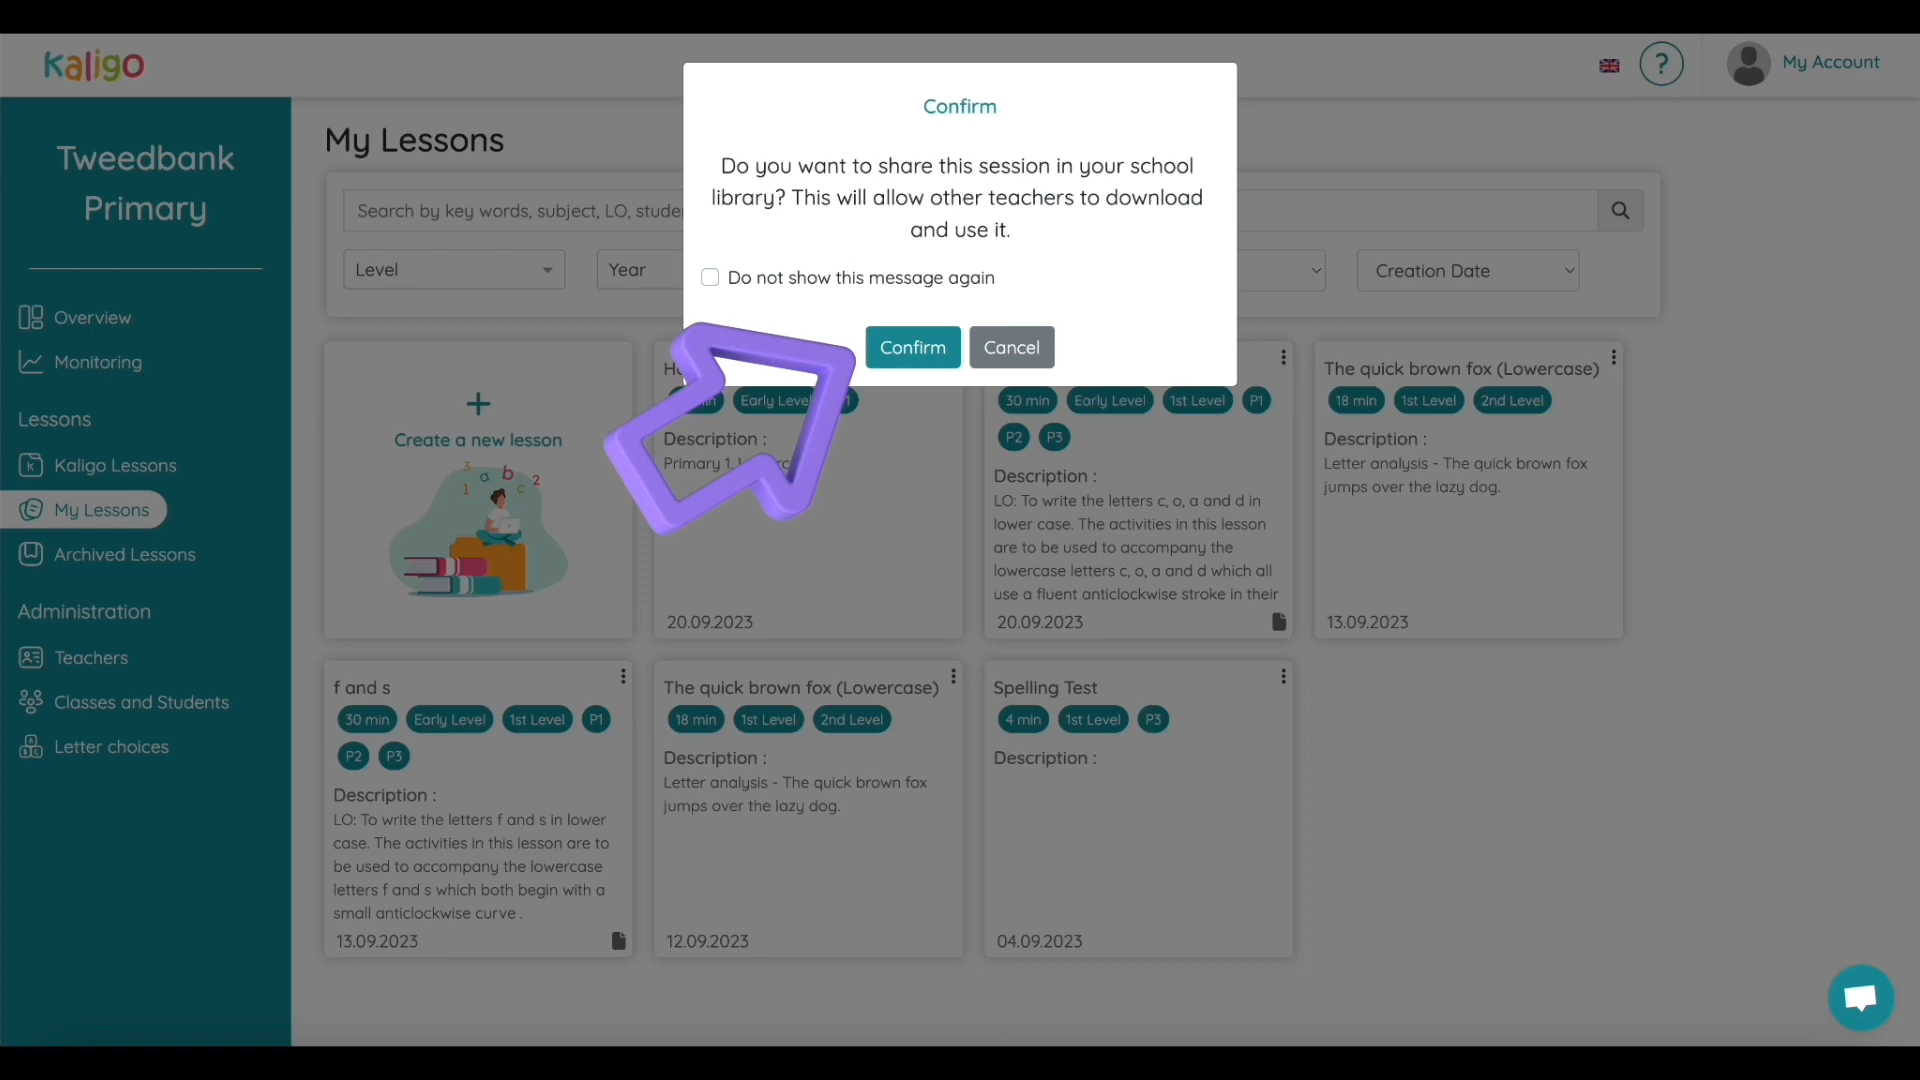 kaligo
?
My Account
Tweedbank
Primary
Overview
Monitoring
Lessons
Kaligo Lessons
My Lessons
Archived Lessons
Administration
Teachers
Classes and Students
Letter choices
My Lessons
Search by key words, subject, LO,
Level
Year
Creation Date
Confirm
Do you want to share this session in your school
library? This will allow other teachers to download
and use it.
Do not show this message again
Confirm
Cancel
Create a new lesson
Early Level
Description :
Primary 1.
20.09.2023
30 min
Early Level
1st Level
P1
P2
P3
Description :
LO: To write the letters c, o, a and d in
lower case. The activities in this lesson
are to be used to accompany the
lowercase letters c, o, a and d which all
use a fluent anticlockwise stroke in their
20.09.2023
The quick brown fox (Lowercase)
18 min
1st Level
2nd Level
Description :
Letter analysis - The quick brown fox
jumps over the lazy dog.
13.09.2023
f and s
30 min
Early Level
1st Level
P1
P2
P3
Description :
LO: To write the letters f and s in lower
case. The activities in this lesson are to
be used to accompany the lowercase
letters f and s which both begin with a
small anticlockwise curve .
13.09.2023
The quick brown fox (Lowercase)
18 min
1st Level
2nd Level
Description :
Letter analysis - The quick brown fox
jumps over the lazy dog.
12.09.2023
Spelling Test
4 min
1st Level
P3
Description :
04.09.2023